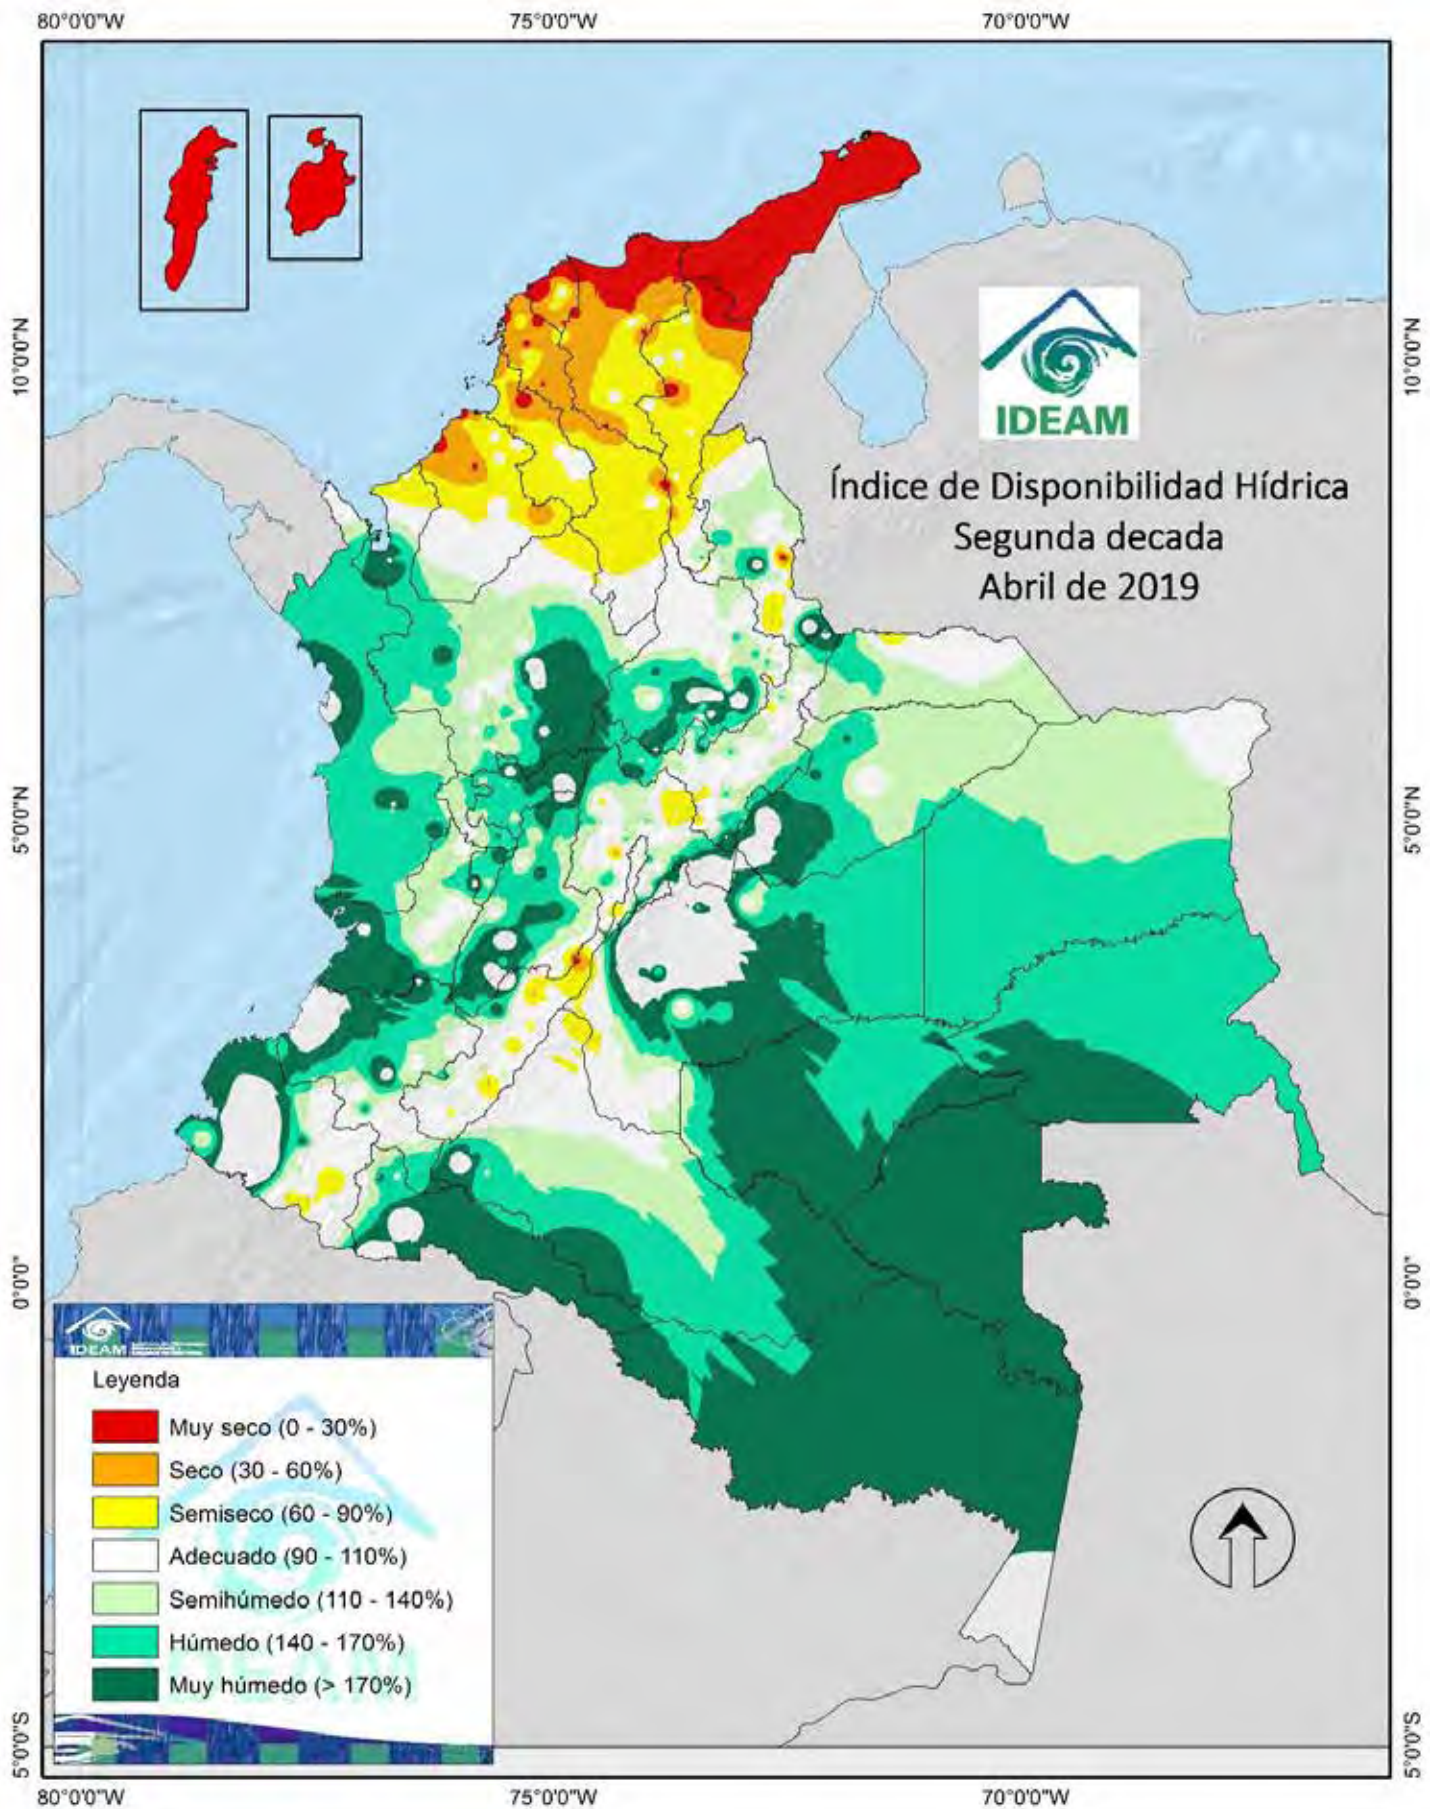 80°0'0"W 75°0'0"W 70°0'0"W
10°0'0"N 10°0'0"N
IDEAM
Índice de Disponibilidad Hídrica
Segunda decada
Abril de 2019
5°0'0"N 5°0'0"N
0°0'0" 0°0'0"
IDEAM
Leyenda
Muy seco (0 - 30%)
Seco (30 - 60%)
Semiseco (60 - 90%)
Adecuado (90 - 110%)
Semihúmedo (110 - 140%)
Húmedo (140 - 170%)
Muy húmedo (> 170%)
5°0'0"S 5°0'0"S
80°0'0"W 75°0'0"W 70°0'0"W